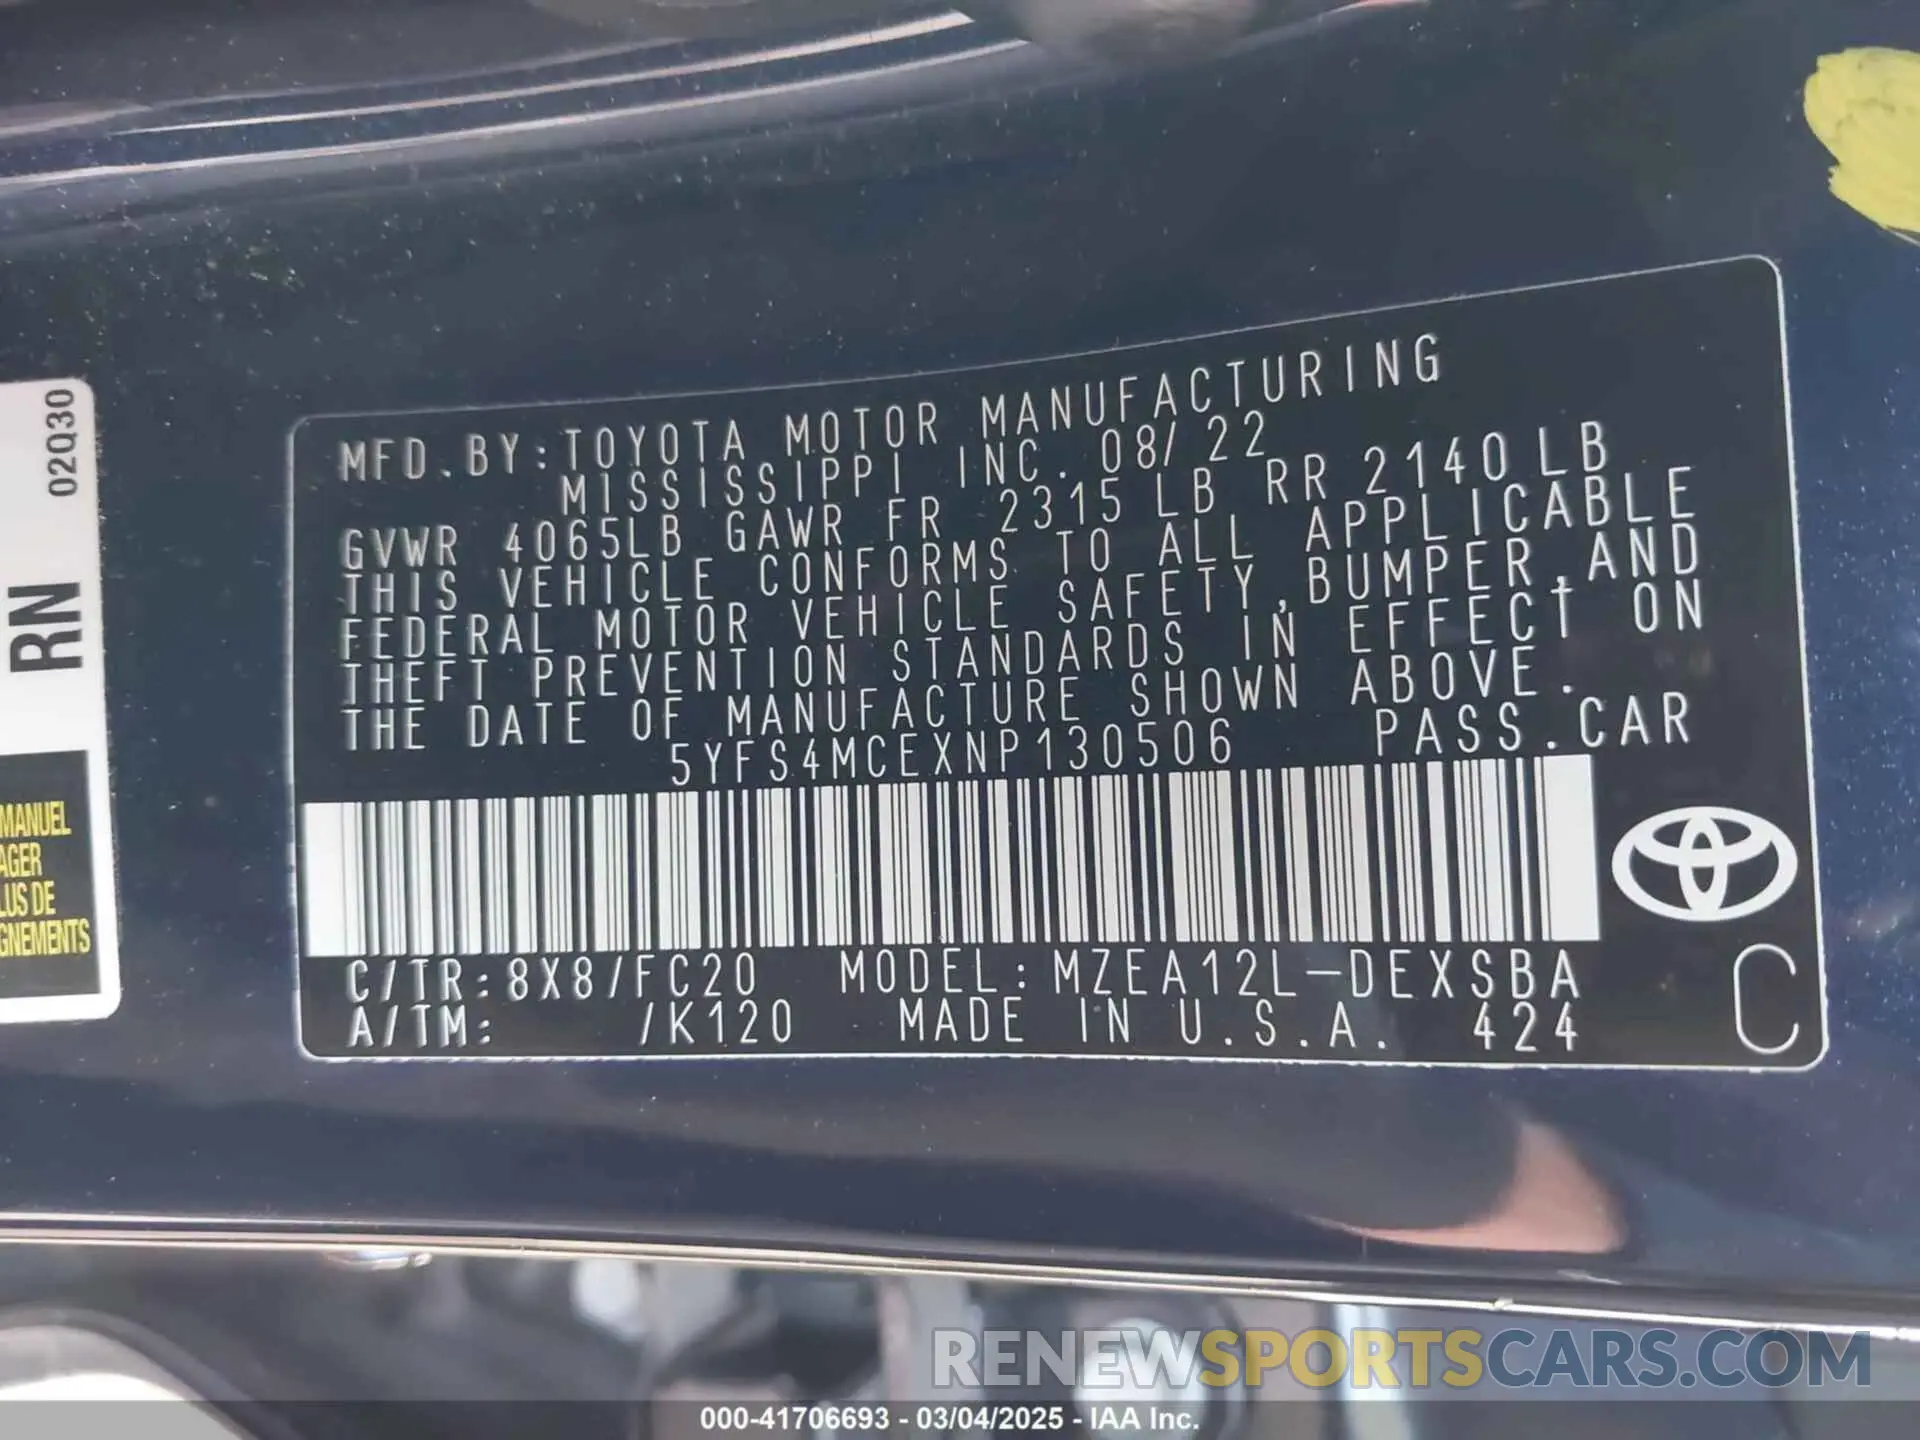 MFD.BY:TOYOTA MOTOR MANUFACTURING
MISSISSIPPI INC. 08/22
GVWR 4065LB GAWR FR 2315 LB RR 2140 LB
THIS VEHICLE CONFORMS TO ALL APPLICABLE
FEDERAL MOTOR VEHICLE SAFETY,BUMPER,AND
THEFT PREVENTION STANDARDS IN EFFECT ON
THE DATE OF MANUFACTURE SHOWN ABOVE.
5YFS4MCEXNP130506 PASS.CAR
C/TR:8X8/FC20 MODEL:MZEA12L-DEXSBA
A/TM: /K120 MADE IN U.S.A. 424
C
02Q30
RN
MANUEL
AGER
LUS DE
GNEMENTS
RENEWSPORTSCARS.COM
000-41706693 - 03/04/2025 - IAA Inc.